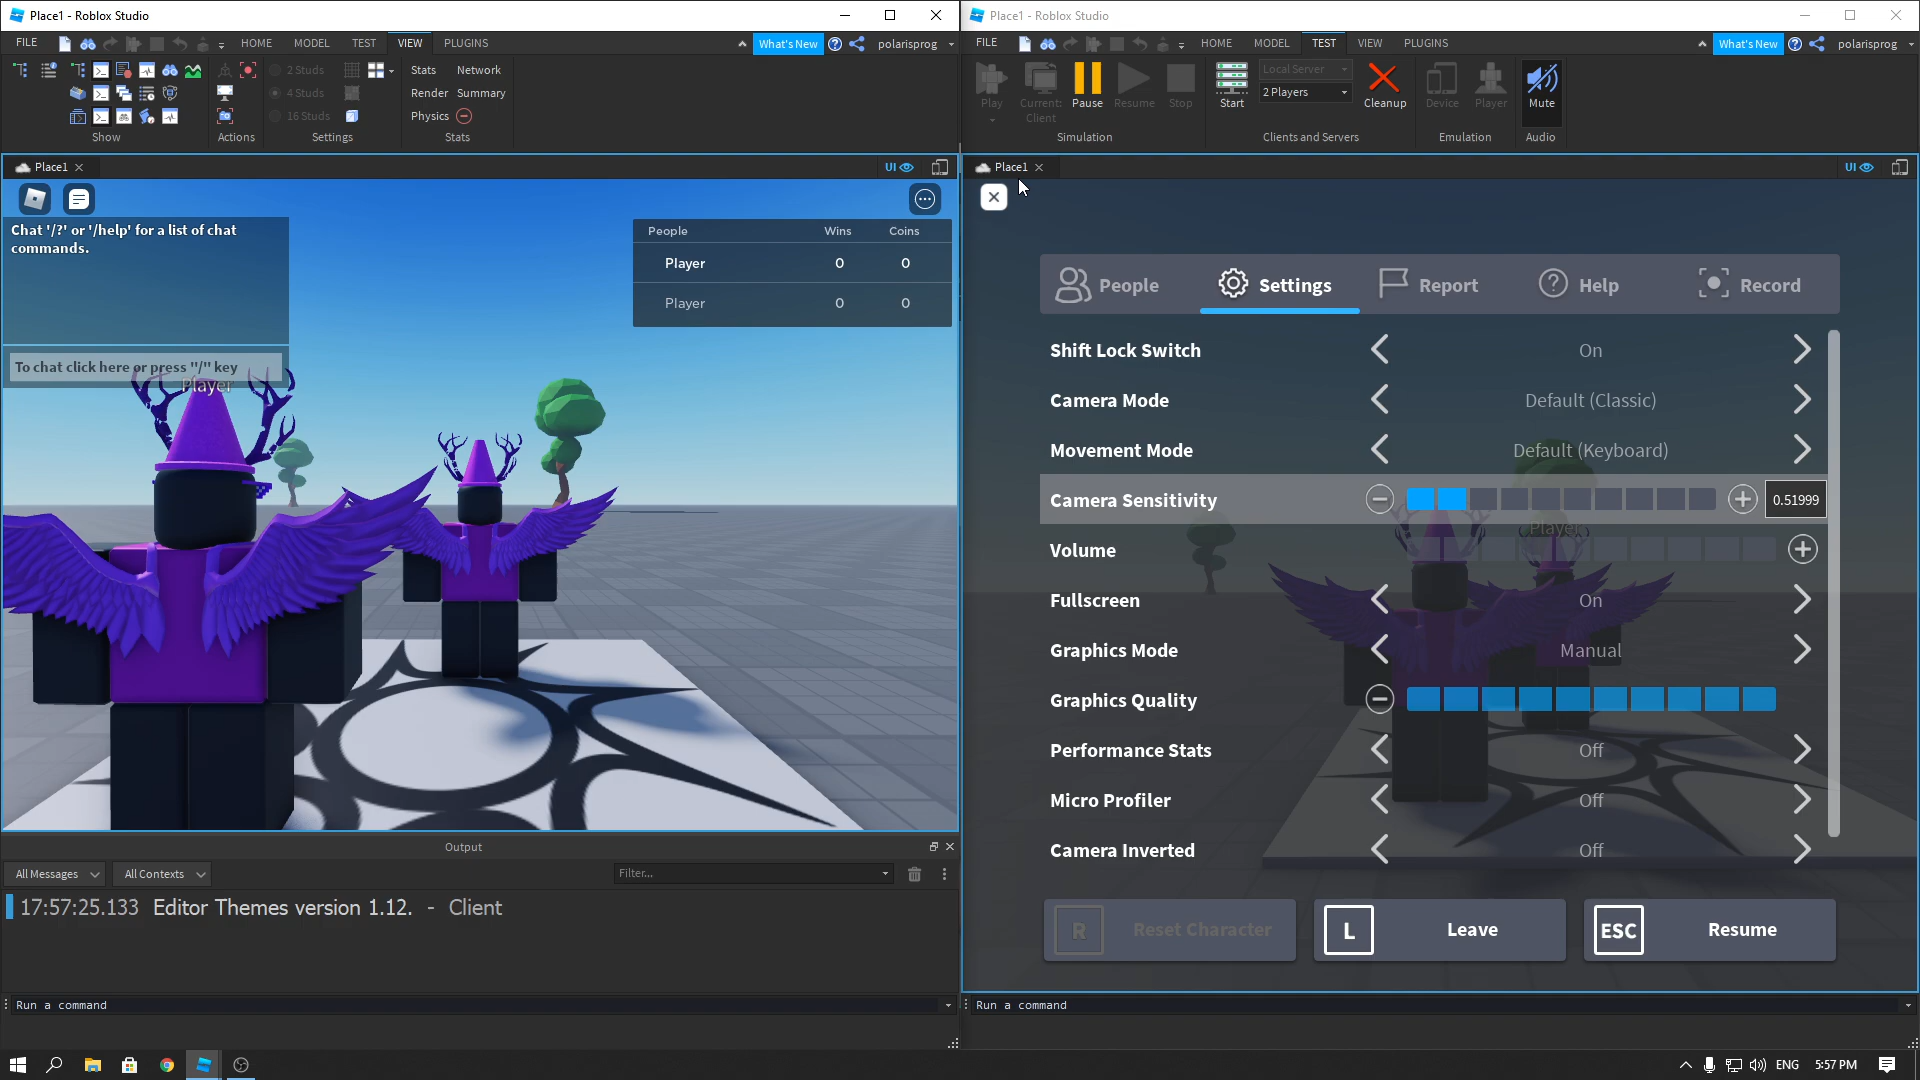 Place1 - Roblox Studio
FILE HOME MODEL TEST VIEW PLUGINS What's New polarisprog
2 Studs
4 Studs
16 Studs
Stats Network
Render Summary
Physics
Show Actions Settings Stats
Place1 UI
Chat '/?' or '/help' for a list of chat
commands.
To chat click here or press "/" key
Player
People Wins Coins
Player 0 0
Player 0 0
Output
All Messages All Contexts Filter...
17:57:25.133 Editor Themes version 1.12. - Client
Run a command
Place1 - Roblox Studio
FILE HOME MODEL TEST VIEW PLUGINS What's New polarisprog
Play Current: Client Pause Resume Stop
Start Local Server 2 Players Cleanup
Device Player Mute
Simulation Clients and Servers Emulation Audio
Place1 UI
People Settings Report Help Record
Shift Lock Switch On
Camera Mode Default (Classic)
Movement Mode Default (Keyboard)
Camera Sensitivity 0.51999
Player
Volume
Fullscreen On
Graphics Mode Manual
Graphics Quality
Performance Stats Off
Micro Profiler Off
Camera Inverted Off
R Reset Character L Leave ESC Resume
Run a command
ENG 5:57 PM